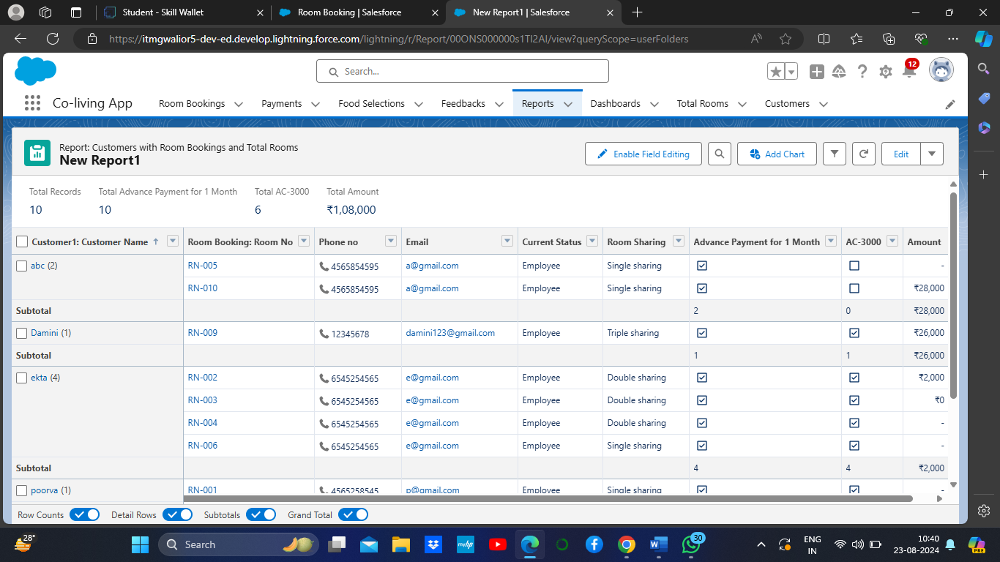 Student - Skill Wallet
Room Booking | Salesforce
New Report1 | Salesforce
https://itmgwalior5-dev-ed.develop.lightning.force.com/lightning/r/Report/00ONS000000s1TI2AI/view?queryScope=userFolders
Search...
12
Co-living App
Room Bookings
Payments
Food Selections
Feedbacks
Reports
Dashboards
Total Rooms
Customers
Report: Customers with Room Bookings and Total Rooms
New Report1
Enable Field Editing
Add Chart
Edit
Total Records
Total Advance Payment for 1 Month
Total AC-3000
Total Amount
10
10
6
₹1,08,000
Customer1: Customer Name ↑ Room Booking: Room No Phone no Email Current Status Room Sharing Advance Payment for 1 Month AC-3000 Amount
abc (2) RN-005 4565854595 a@gmail.com Employee Single sharing -
RN-010 4565854595 a@gmail.com Employee Single sharing ₹28,000
Subtotal 2 0 ₹28,000
Damini (1) RN-009 12345678 damini123@gmail.com Employee Triple sharing ₹26,000
Subtotal 1 1 ₹26,000
ekta (4) RN-002 6545254565 e@gmail.com Employee Double sharing ₹2,000
RN-003 6545254565 e@gmail.com Employee Double sharing ₹0
RN-004 6545254565 e@gmail.com Employee Double sharing -
RN-006 6545254565 e@gmail.com Employee Single sharing -
Subtotal 4 4 ₹2,000
poorva (1) RN-001 4565258545 p@gmail.com Employee Single sharing -
Row Counts
Detail Rows
Subtotals
Grand Total
28°
Search
myhp
W
30
ENG
IN
10:40
23-08-2024
PRE